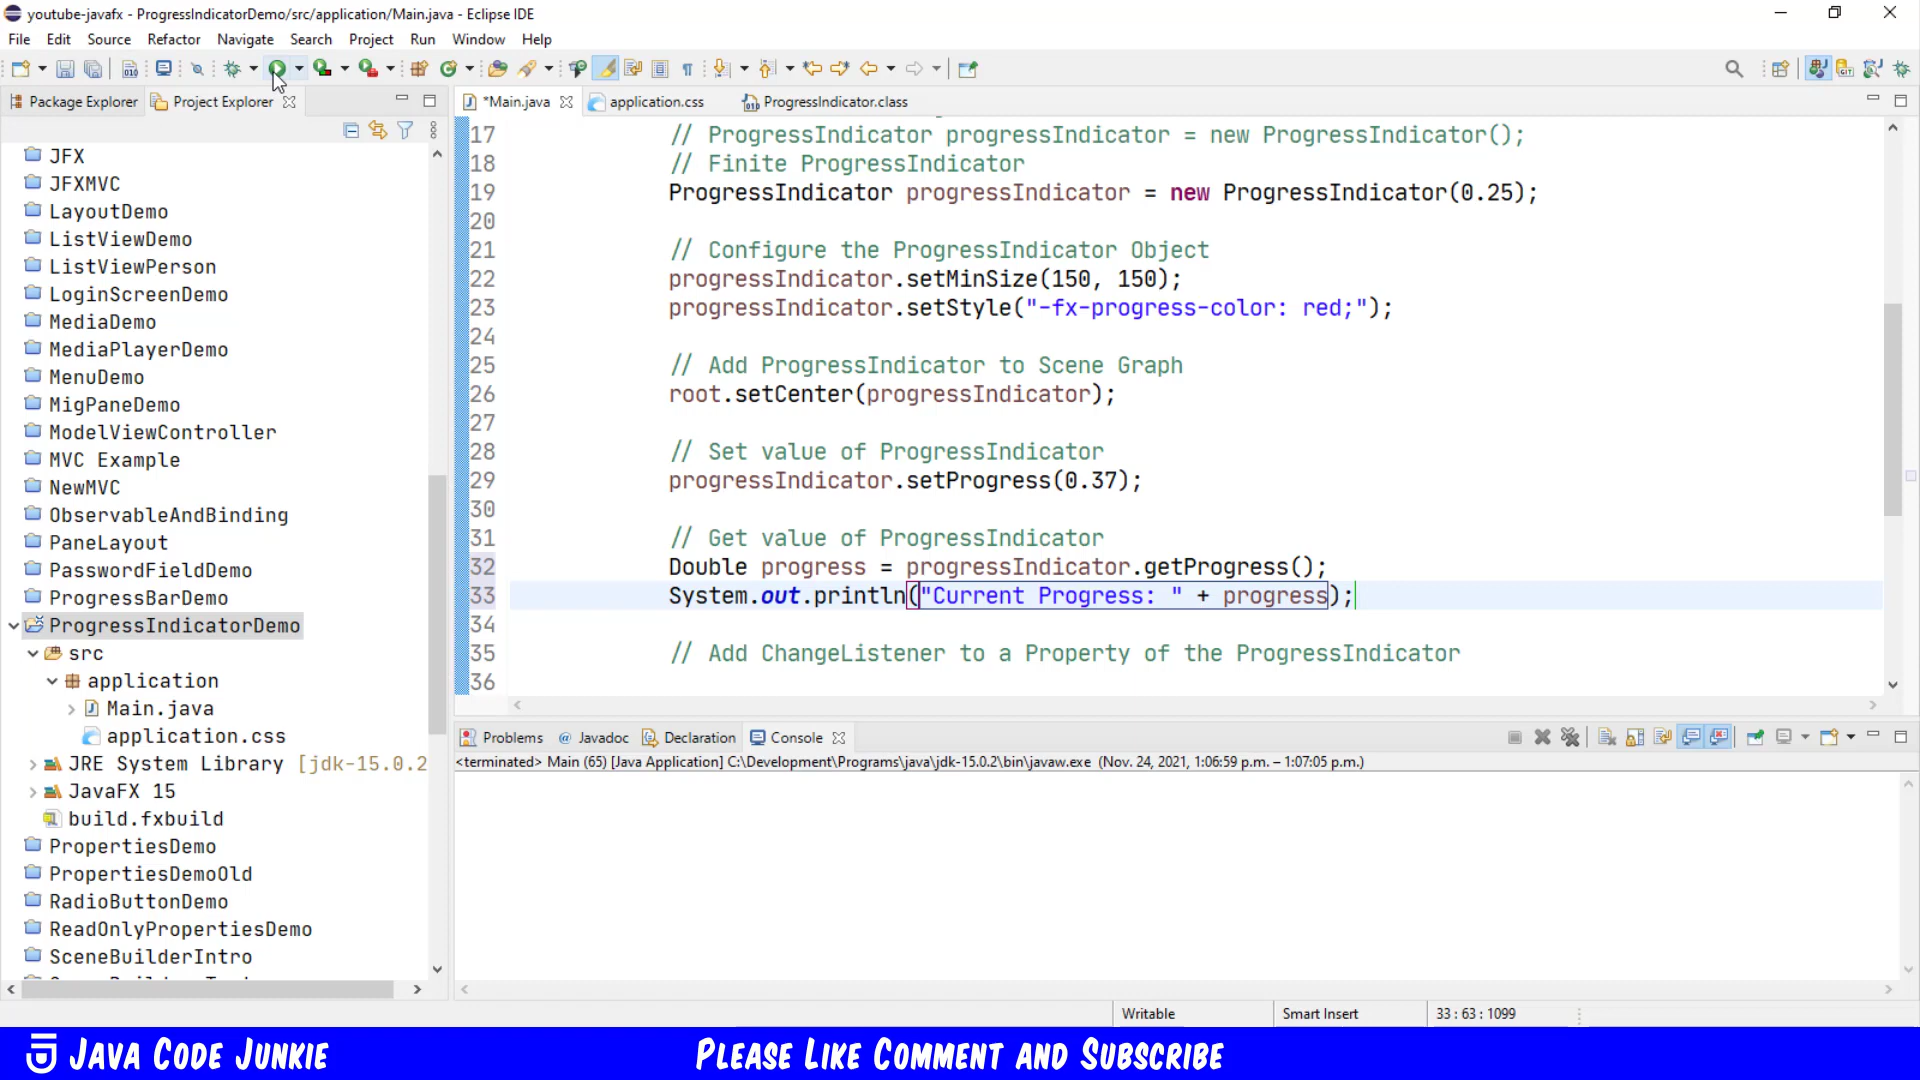 youtube-javafx - ProgressIndicatorDemo/src/application/Main.java - Eclipse IDE
File Edit Source Refactor Navigate Search Project Run Window Help
Package Explorer Project Explorer
*Main.java application.css ProgressIndicator.class
JFX
JFXMVC
LayoutDemo
ListViewDemo
ListViewPerson
LoginScreenDemo
MediaDemo
MediaPlayerDemo
MenuDemo
MigPaneDemo
ModelViewController
MVC Example
NewMVC
ObservableAndBinding
PaneLayout
PasswordFieldDemo
ProgressBarDemo
ProgressIndicatorDemo
src
application
Main.java
application.css
JRE System Library [jdk-15.0.2
JavaFX 15
build.fxbuild
PropertiesDemo
PropertiesDemoOld
RadioButtonDemo
ReadOnlyPropertiesDemo
SceneBuilderIntro
17 // ProgressIndicator progressIndicator = new ProgressIndicator();
18 // Finite ProgressIndicator
19 ProgressIndicator progressIndicator = new ProgressIndicator(0.25);
20
21 // Configure the ProgressIndicator Object
22 progressIndicator.setMinSize(150, 150);
23 progressIndicator.setStyle("-fx-progress-color: red;");
24
25 // Add ProgressIndicator to Scene Graph
26 root.setCenter(progressIndicator);
27
28 // Set value of ProgressIndicator
29 progressIndicator.setProgress(0.37);
30
31 // Get value of ProgressIndicator
32 Double progress = progressIndicator.getProgress();
33 System.out.println("Current Progress: " + progress);
34
35 // Add ChangeListener to a Property of the ProgressIndicator
36
Problems @ Javadoc Declaration Console
<terminated> Main (65) [Java Application] C:\Development\Programs\java\jdk-15.0.2\bin\javaw.exe (Nov. 24, 2021, 1:06:59 p.m. – 1:07:05 p.m.)
Writable Smart Insert 33 : 63 : 1099
Java Code Junkie
Please Like Comment and Subscribe